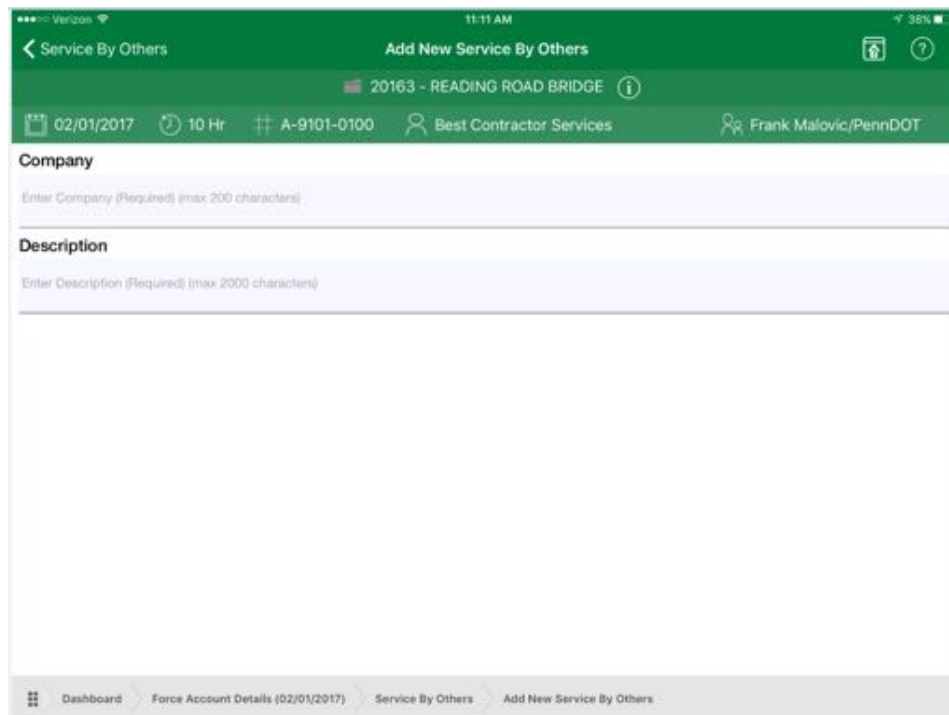 Verizon 11:11 AM 38%
Service By Others Add New Service By Others ?
20163 - READING ROAD BRIDGE i
02/01/2017 10 Hr A-9101-0100 Best Contractor Services Frank Malovic/PennDOT
Company
Enter Company (Required) (max 200 characters)
Description
Enter Description (Required) (max 2000 characters)
Dashboard Force Account Details (02/01/2017) Service By Others Add New Service By Others